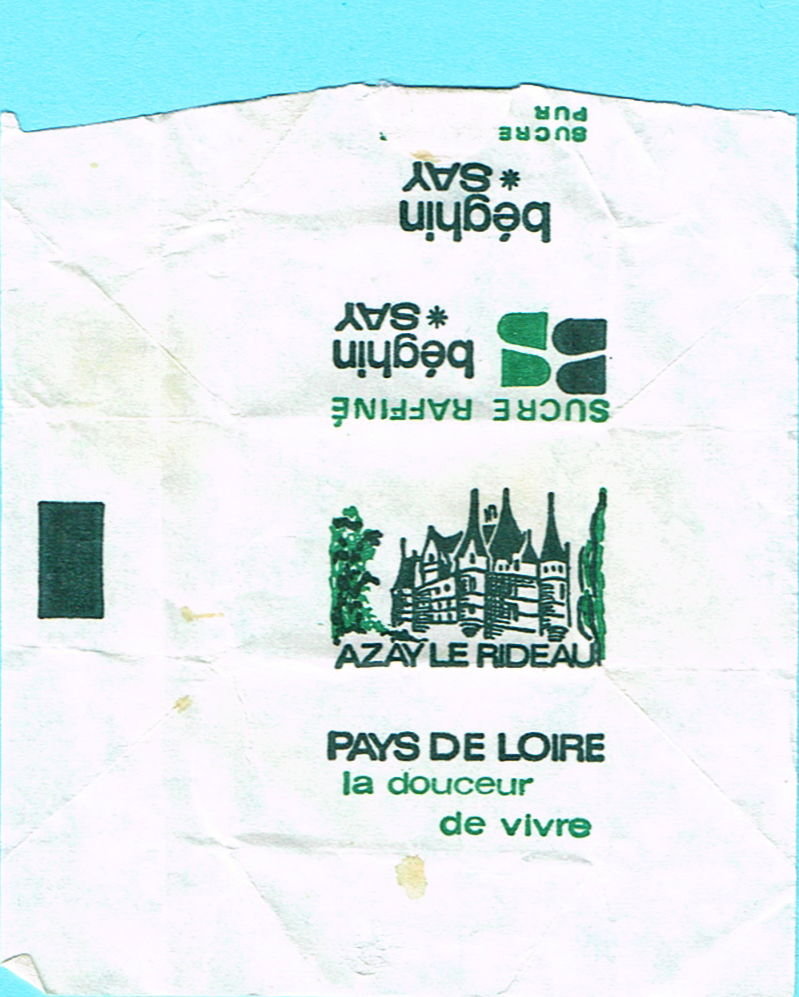 SUCRE
PUR
béghin
*SAY
SUCRE RAFFINÉ
béghin
*SAY
AZAY LE RIDEAU
PAYS DE LOIRE
la douceur
de vivre